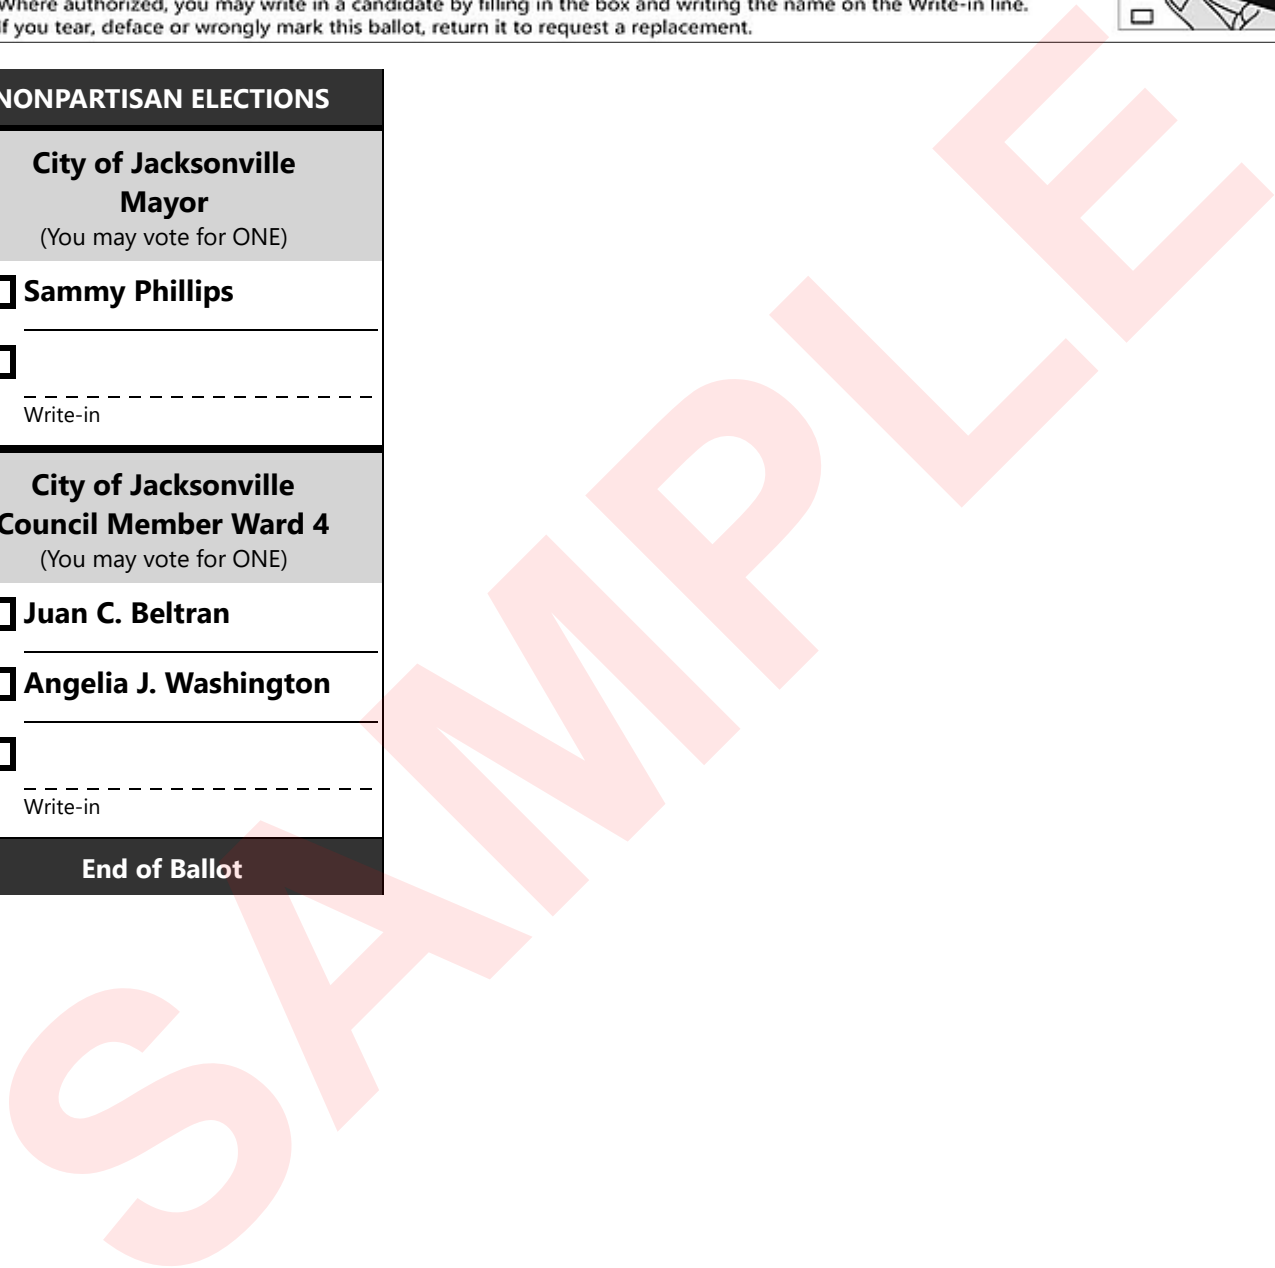 Where authorized, you may write in a candidate by filling in the box and writing the name on the Write-in line.
If you tear, deface or wrongly mark this ballot, return it to request a replacement.
NONPARTISAN ELECTIONS
City of Jacksonville
Mayor
(You may vote for ONE)
Sammy Phillips
Write-in
City of Jacksonville
Council Member Ward 4
(You may vote for ONE)
Juan C. Beltran
Angelia J. Washington
Write-in
End of Ballot
SAMPLE